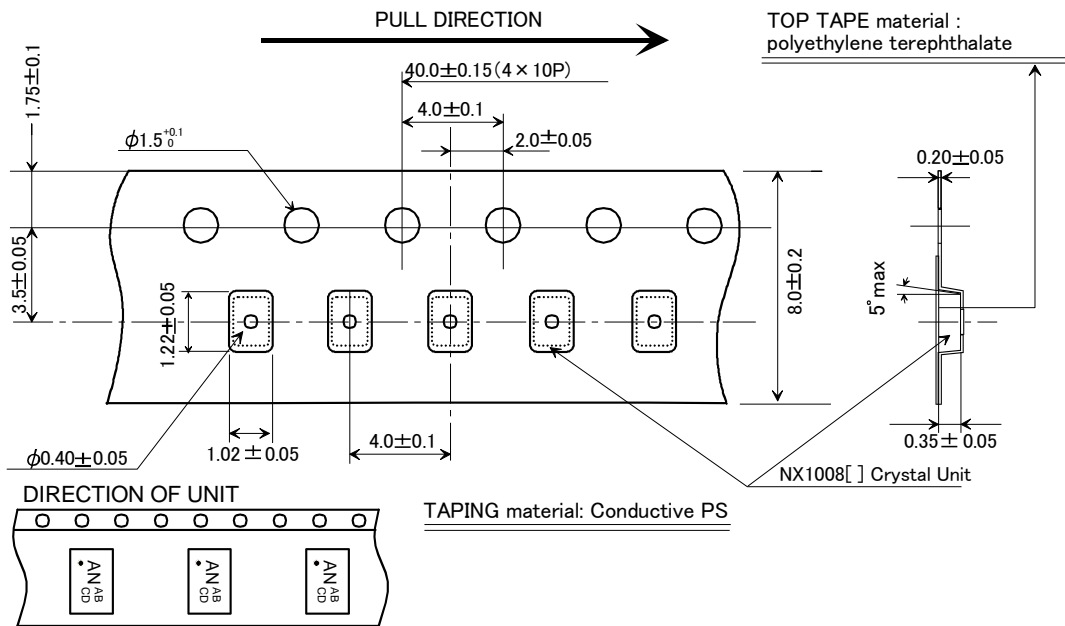 PULL DIRECTION
TOP TAPE material :
polyethylene terephthalate
1.75±0.1
40.0±0.15(4×10P)
4.0±0.1
φ1.5 +0.1 0
2.0±0.05
0.20±0.05
3.5±0.05
8.0±0.2
5°max
1.22±0.05
φ0.40±0.05
1.02±0.05
4.0±0.1
0.35±0.05
NX1008[ ] Crystal Unit
DIRECTION OF UNIT
TAPING material: Conductive PS
AN AB
CD
AN AB
CD
AN AB
CD